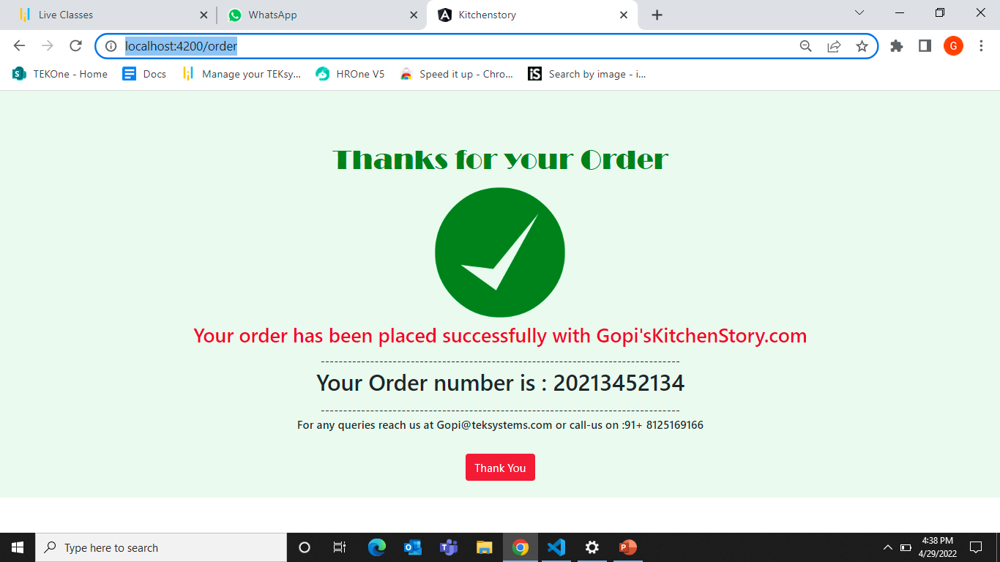 Live Classes
WhatsApp
Kitchenstory
localhost:4200/order
G
TEKOne - Home
Docs
Manage your TEKsy...
HROne V5
Speed it up - Chro...
iS
Search by image - i...
Thanks for your Order
Your order has been placed successfully with Gopi'sKitchenStory.com
--------------------------------------------------------------------------------
Your Order number is : 20213452134
--------------------------------------------------------------------------------
For any queries reach us at Gopi@teksystems.com or call-us on :91+ 8125169166
Thank You
Type here to search
4:38 PM
4/29/2022